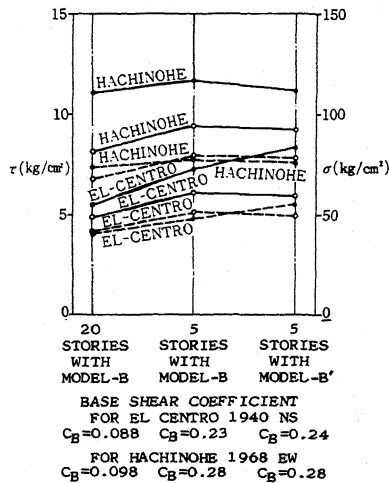 15
150
HACHINOHE
10
100
HACHINOHE
HACHINOHE
τ(kg/cm²)
EL-CENTRO
HACHINOHE
σ(kg/cm²)
EL-CENTRO
5
EL-CENTRO
50
EL-CENTRO
0
0
20 5 5
STORIES STORIES STORIES
WITH WITH WITH
MODEL-B MODEL-B MODEL-B'
BASE SHEAR COEFFICIENT
FOR EL CENTRO 1940 NS
CB=0.088 CB=0.23 CB=0.24
FOR HACHINOHE 1968 EW
CB=0.098 CB=0.28 CB=0.28